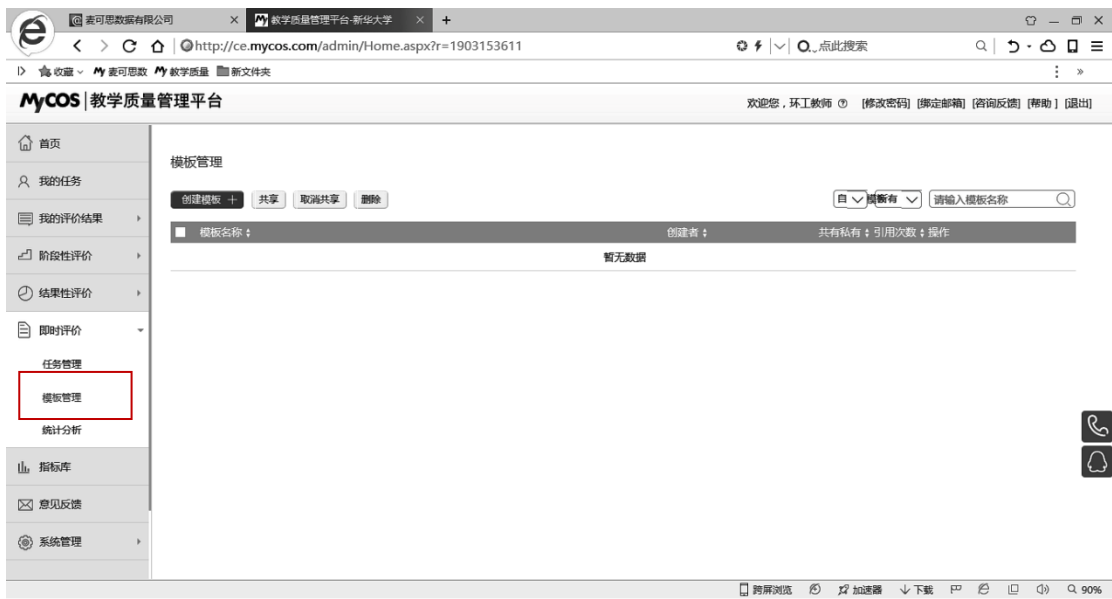 麦可思数据有限公司 × 教学质量管理平台-新华大学 × +
http://ce.mycos.com/admin/Home.aspx?r=1903153611 点此搜索
收藏 麦可思数 教学质量 新文件夹
MyCOS 教学质量管理平台 欢迎您，环工教师 [修改密码] [绑定邮箱] [咨询反馈] [帮助] [退出]
首页
我的任务
我的评价结果
阶段性评价
结果性评价
即时评价
任务管理
模板管理
统计分析
指标库
意见反馈
系统管理
模板管理
创建模板 + 共享 取消共享 删除 自 所有 请输入模板名称
模板名称 创建者 共有私有 引用次数 操作
暂无数据
跨屏浏览 加速器 下载 90%